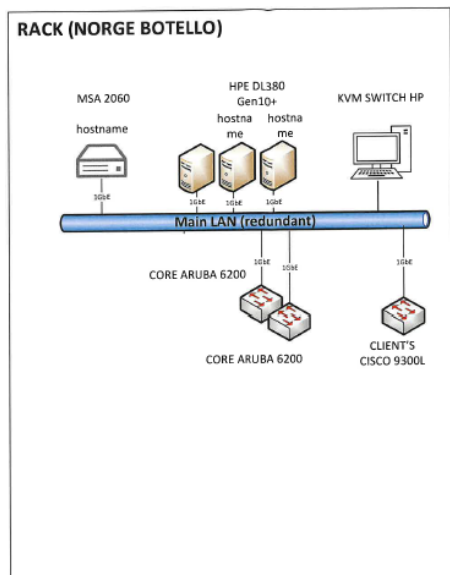 RACK (NORGE BOTELLO)
HPE DL380
Gen10+
MSA 2060
KVM SWITCH HP
hostna
me
hostna
me
hostname
1GbE
1GbE
1GbE
1GbE
Main LAN (redundant)
1GbE
1GbE
1GbE
CORE ARUBA 6200
CORE ARUBA 6200
CLIENT'S
CISCO 9300L